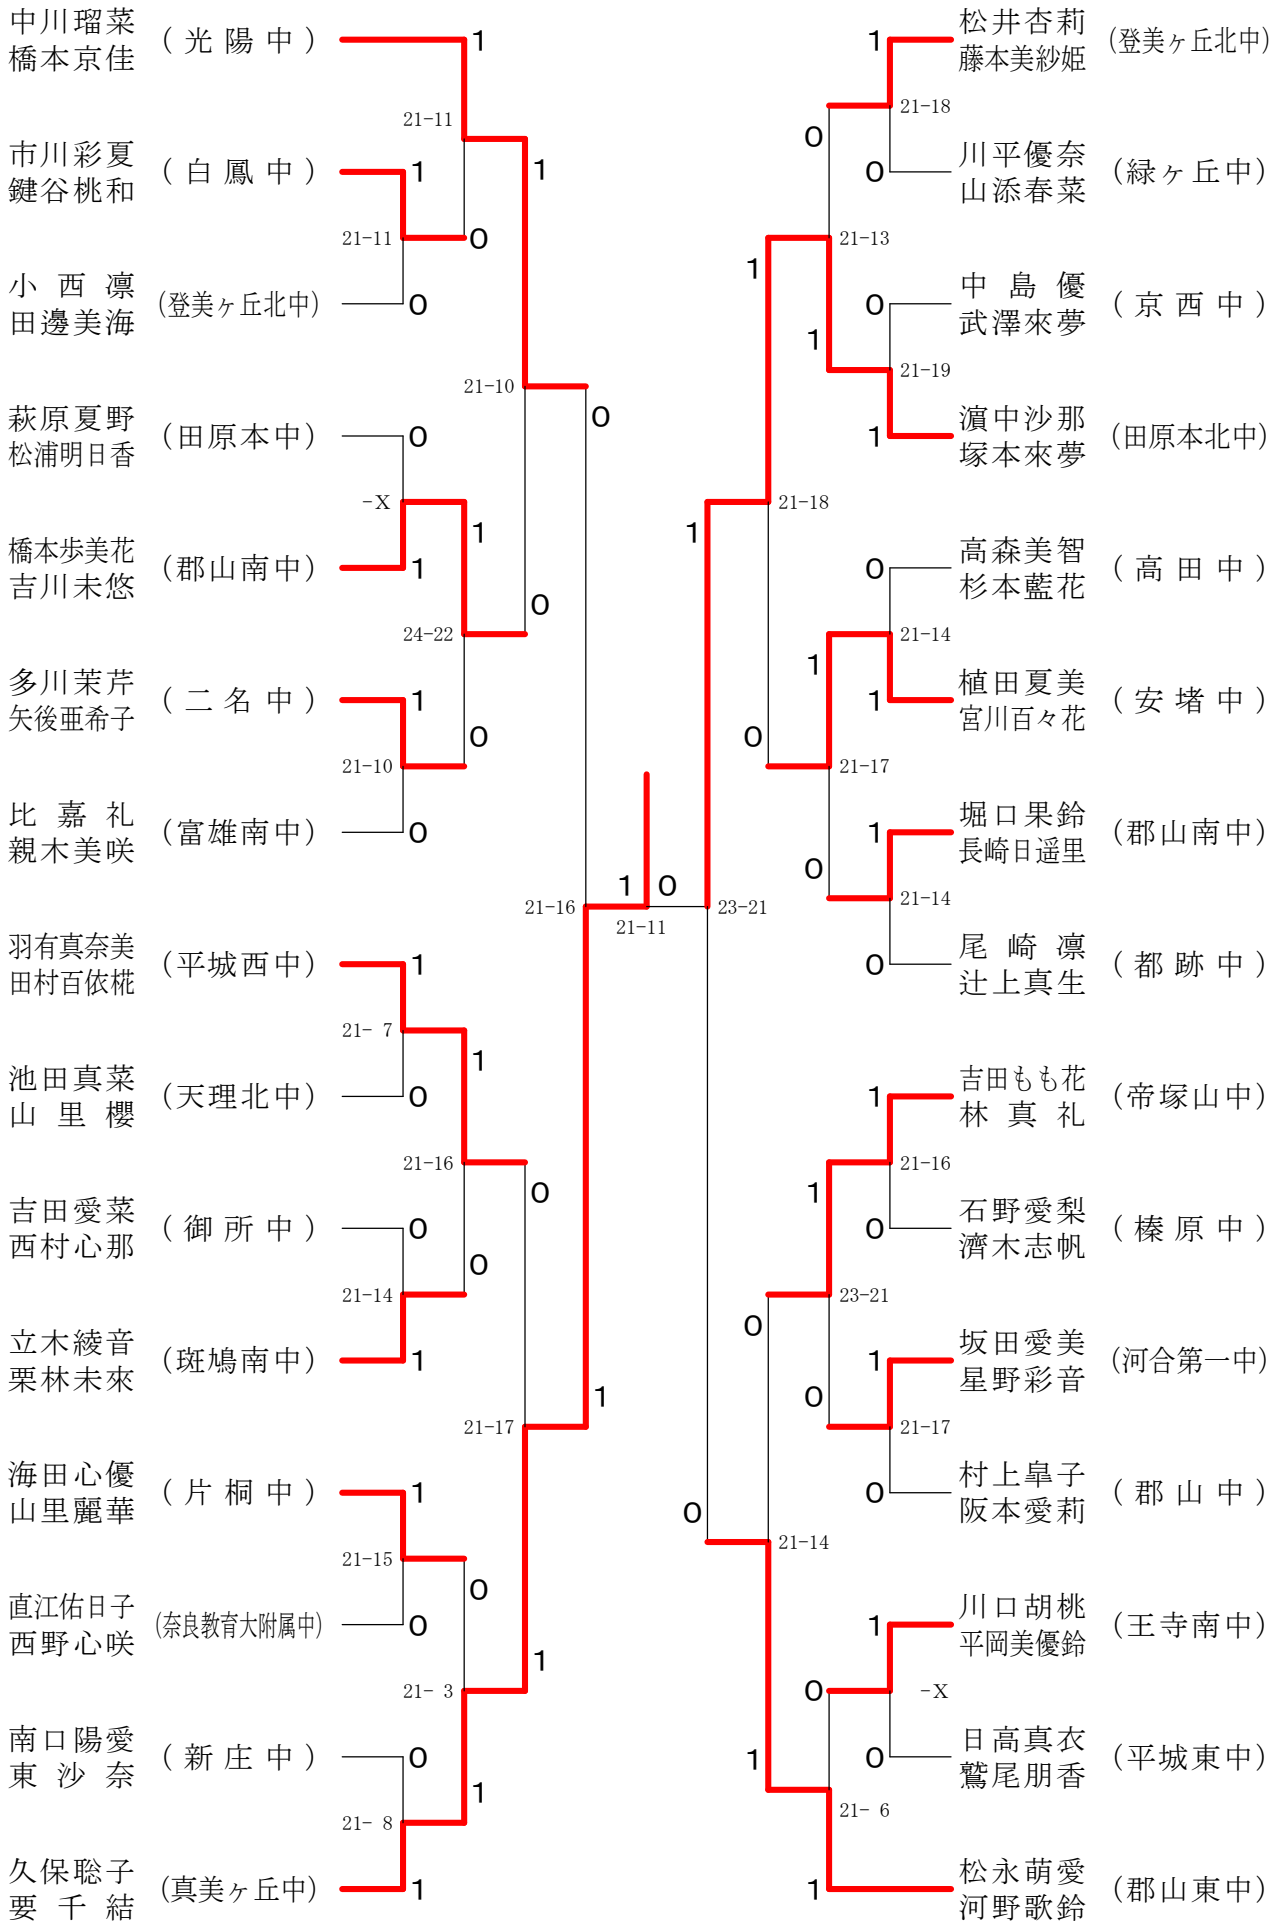 中川瑠菜
橋本京佳
(光陽中)
1
21-11
市川彩夏
鍵谷桃和
(白鳳中)
1
1
21-11
0
小西凛
田邊美海
(登美ヶ丘北中)
0
21-10
0
萩原夏野
松浦明日香
(田原本中)
0
-X
1
橋本歩美花
吉川未悠
(郡山南中)
1
0
24-22
多川茉芹
矢後亜希子
(二名中)
1
0
21-10
比嘉礼
親木美咲
(富雄南中)
0
1
0
21-16
21-11
23-21
羽有真奈美
田村百依椛
(平城西中)
1
21- 7
1
池田真菜
山里櫻
(天理北中)
0
21-16
0
吉田愛菜
西村心那
(御所中)
0
0
21-14
立木綾音
栗林未來
(斑鳩南中)
1
1
21-17
海田心優
山里麗華
(片桐中)
1
21-15
0
直江佑日子
西野心咲
(奈良教育大附属中)
0
1
21- 3
南口陽愛
東沙奈
(新庄中)
0
1
21- 8
久保聡子
要千結
(真美ヶ丘中)
1
1
松井杏莉
藤本美紗姫
(登美ヶ丘北中)
21-18
0
0
川平優奈
山添春菜
(緑ヶ丘中)
21-13
1
0
中島優
武澤來夢
(京西中)
1
21-19
1
濵中沙那
塚本來夢
(田原本北中)
21-18
1
0
高森美智
杉本藍花
(高田中)
21-14
1
1
植田夏美
宮川百々花
(安堵中)
0
21-17
1
堀口果鈴
長崎日遥里
(郡山南中)
0
21-14
0
尾崎凛
辻上真生
(都跡中)
1
吉田もも花
林真礼
(帝塚山中)
21-16
1
0
石野愛梨
濟木志帆
(榛原中)
23-21
0
1
坂田愛美
星野彩音
(河合第一中)
0
21-17
0
村上皐子
阪本愛莉
(郡山中)
0
21-14
1
川口胡桃
平岡美優鈴
(王寺南中)
0
-X
1
0
日高真衣
鷲尾朋香
(平城東中)
21- 6
1
松永萌愛
河野歌鈴
(郡山東中)